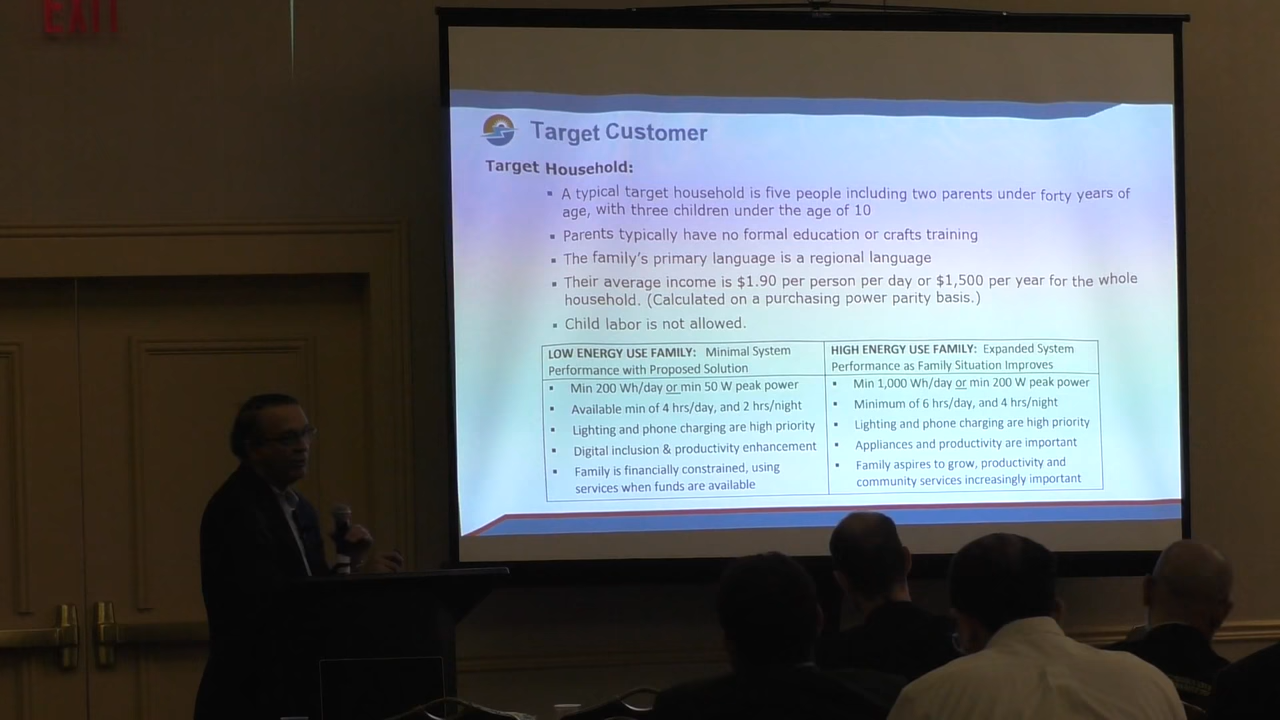 EXIT
Target Customer
Target Household:
▪ A typical target household is five people including two parents under forty years of
age, with three children under the age of 10
▪ Parents typically have no formal education or crafts training
▪ The family's primary language is a regional language
▪ Their average income is $1.90 per person per day or $1,500 per year for the whole
household. (Calculated on a purchasing power parity basis.)
▪ Child labor is not allowed.
LOW ENERGY USE FAMILY: Minimal System
Performance with Proposed Solution
▪ Min 200 Wh/day or min 50 W peak power
▪ Available min of 4 hrs/day, and 2 hrs/night
▪ Lighting and phone charging are high priority
▪ Digital inclusion & productivity enhancement
▪ Family is financially constrained, using
services when funds are available
HIGH ENERGY USE FAMILY: Expanded System
Performance as Family Situation Improves
▪ Min 1,000 Wh/day or min 200 W peak power
▪ Minimum of 6 hrs/day, and 4 hrs/night
▪ Lighting and phone charging are high priority
▪ Appliances and productivity are important
▪ Family aspires to grow, productivity and
community services increasingly important